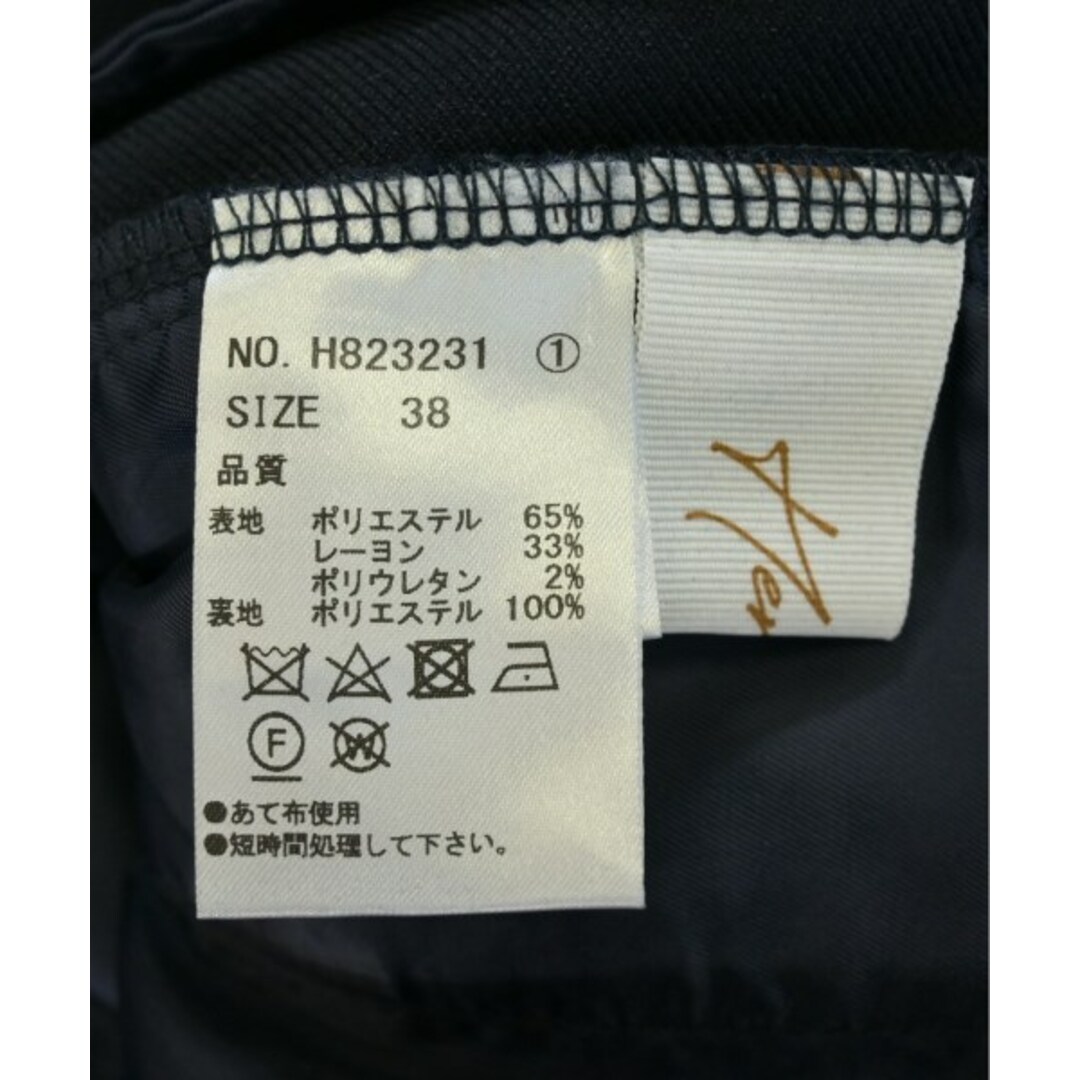 NO. H823231 ①
SIZE 38
品質
表地 ポリエステル 65%
レーヨン 33%
ポリウレタン 2%
裏地 ポリエステル 100%
F W
●あて布使用
●短時間処理して下さい。